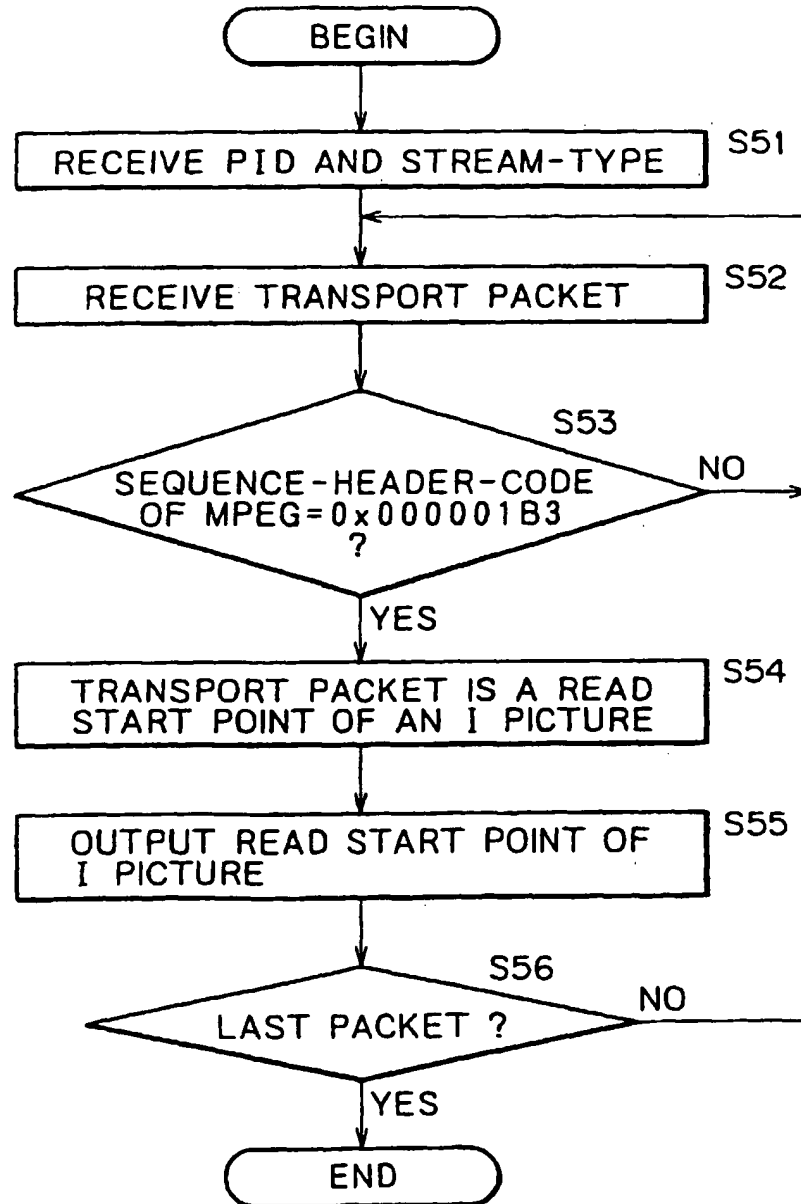 BEGIN
S51
RECEIVE PID AND STREAM-TYPE
S52
RECEIVE TRANSPORT PACKET
S53
SEQUENCE-HEADER-CODE
OF MPEG=0x000001B3
?
NO
YES
S54
TRANSPORT PACKET IS A READ
START POINT OF AN I PICTURE
S55
OUTPUT READ START POINT OF
I PICTURE
S56
LAST PACKET ?
NO
YES
END